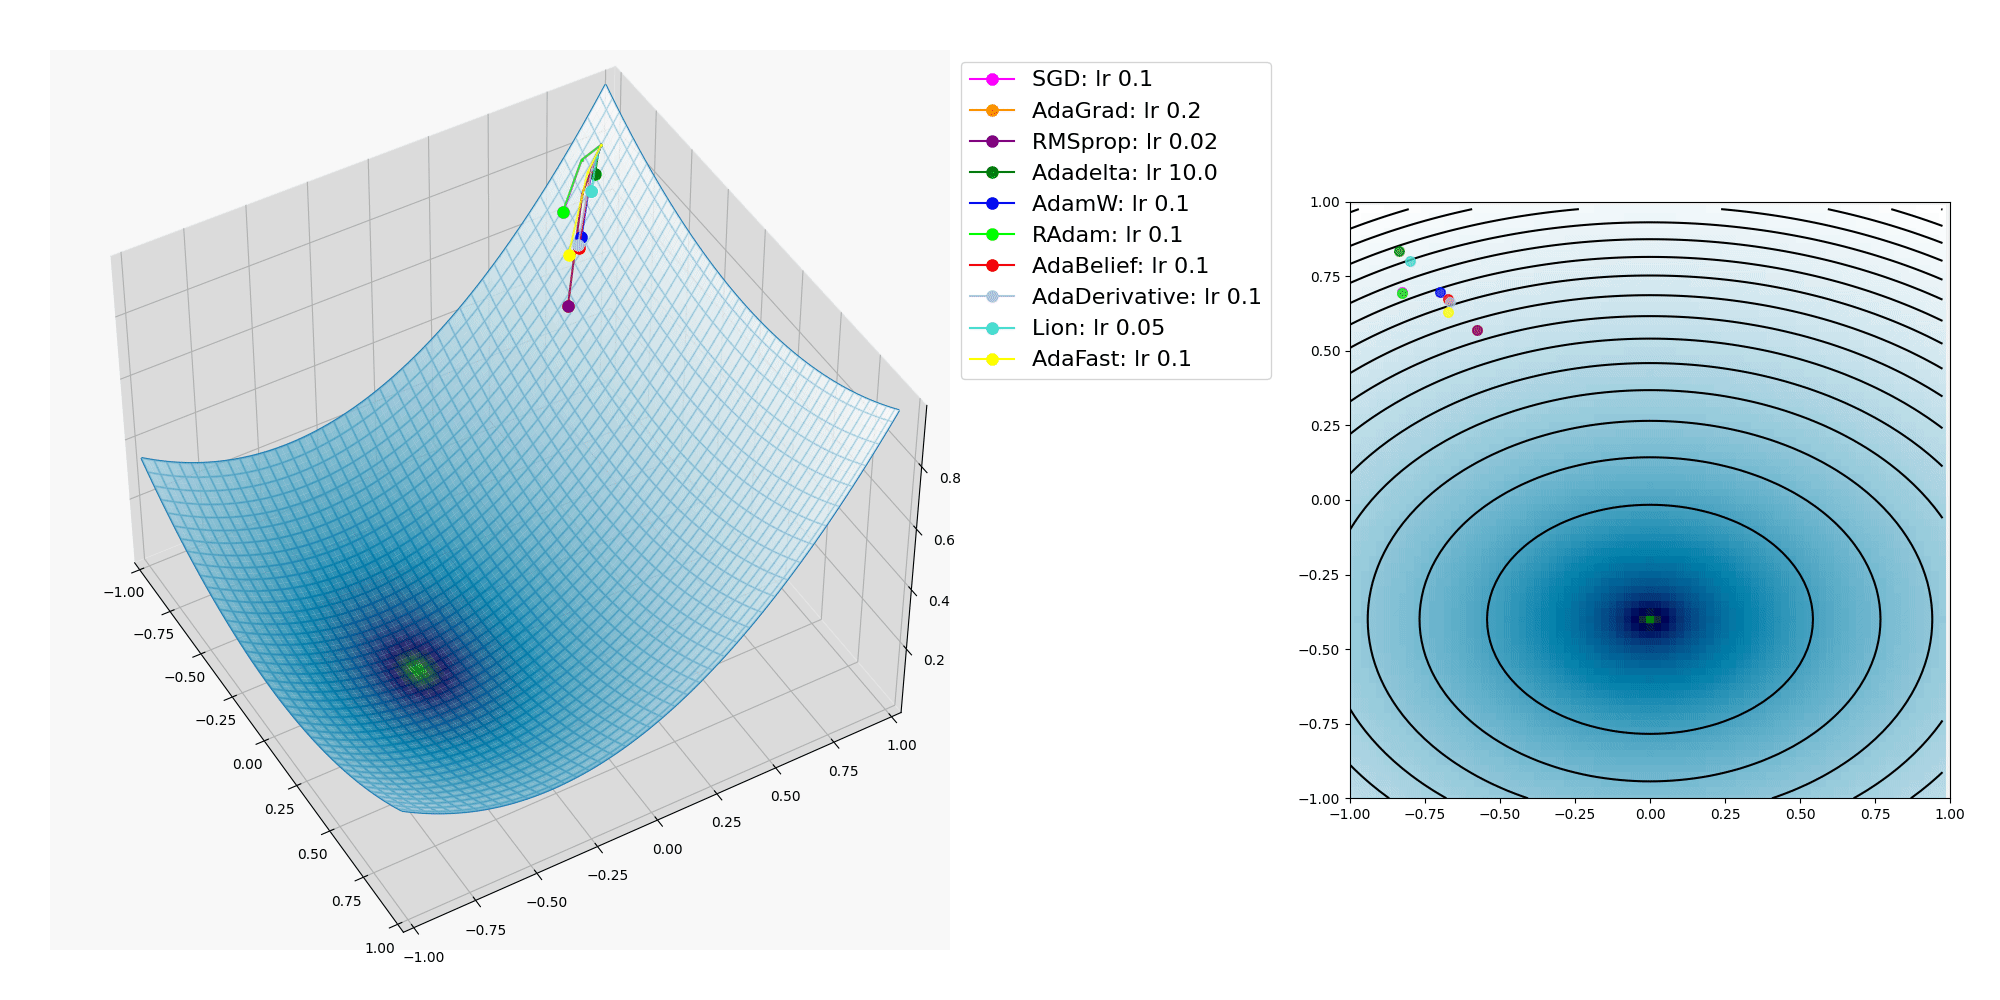 SGD: lr 0.1
AdaGrad: lr 0.2
RMSprop: lr 0.02
Adadelta: lr 10.0
AdamW: lr 0.1
RAdam: lr 0.1
AdaBelief: lr 0.1
AdaDerivative: lr 0.1
Lion: lr 0.05
AdaFast: lr 0.1
0.8
0.6
0.4
0.2
−1.00
−0.75
−0.50
−0.25
0.00
0.25
0.50
0.75
1.00
−1.00
−0.75
−0.50
−0.25
0.00
0.25
0.50
0.75
1.00
1.00
0.75
0.50
0.25
0.00
−0.25
−0.50
−0.75
−1.00
−1.00 −0.75 −0.50 −0.25 0.00 0.25 0.50 0.75 1.00